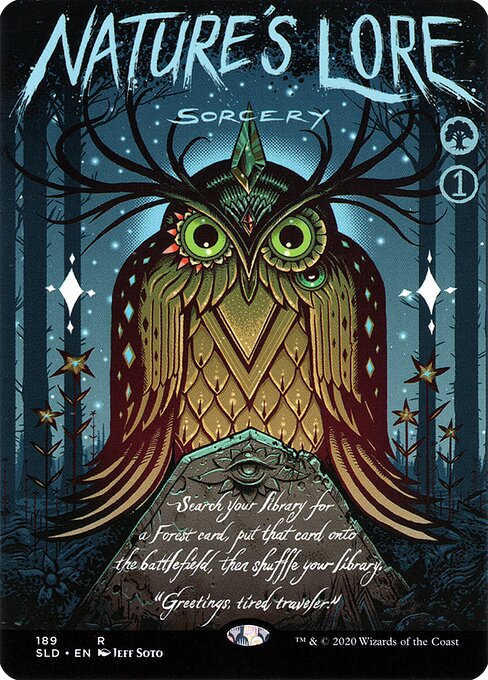 NATURE'S LORE
SORCERY
1
Search your library for
a Forest card, put that card onto
the battlefield, then shuffle your library.
"Greetings, tired traveler."
189 R
SLD • EN JEFF SOTO
™ & © 2020 Wizards of the Coast